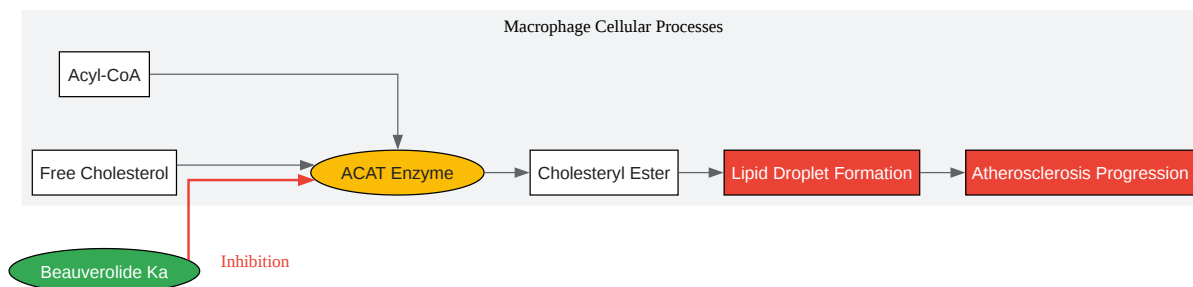 Macrophage Cellular Processes
Acyl-CoA
Free Cholesterol
ACAT Enzyme
Cholesteryl Ester
Lipid Droplet Formation
Atherosclerosis Progression
Beauverolide Ka
Inhibition